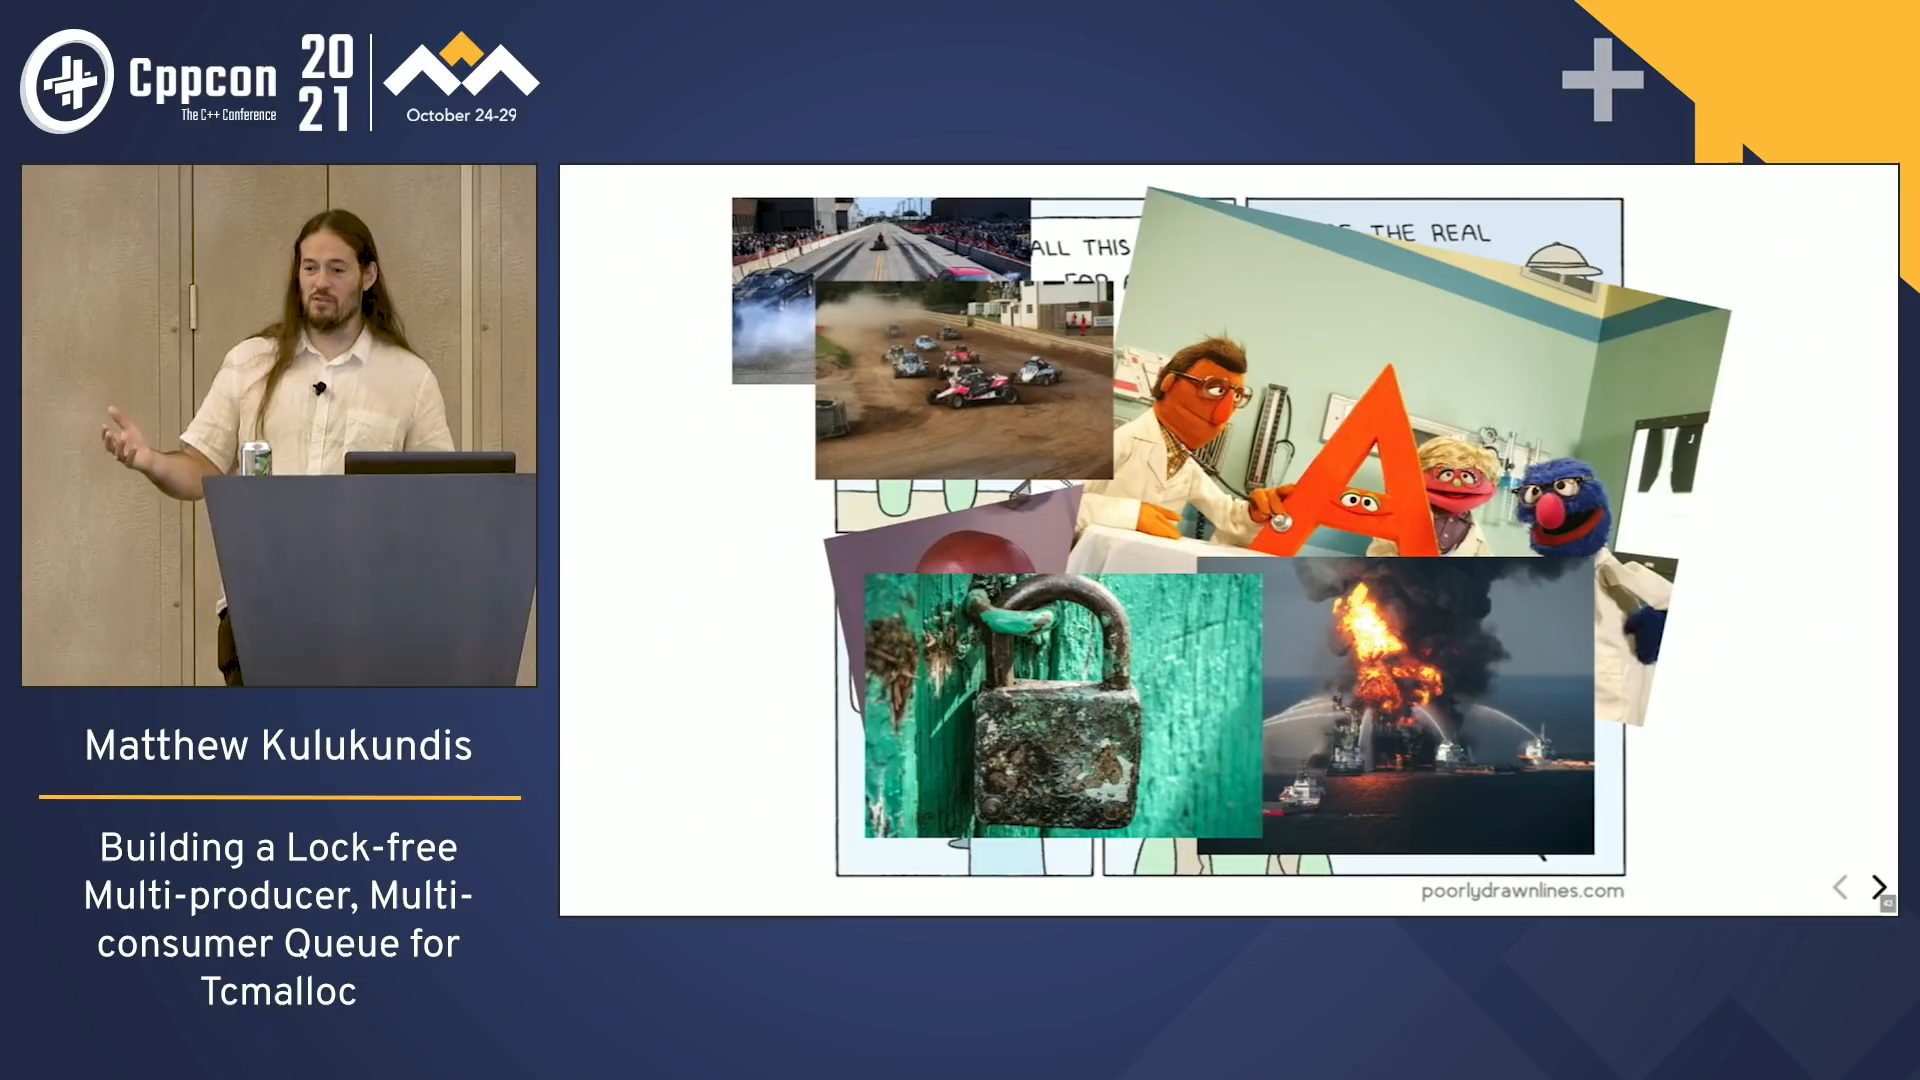 Cppcon
The C++ Conference
20
21
October 24-29
ALL THIS
THE REAL
Matthew Kulukundis
Building a Lock-free
Multi-producer, Multi-
consumer Queue for
Tcmalloc
poorlydrawnlines.com
43